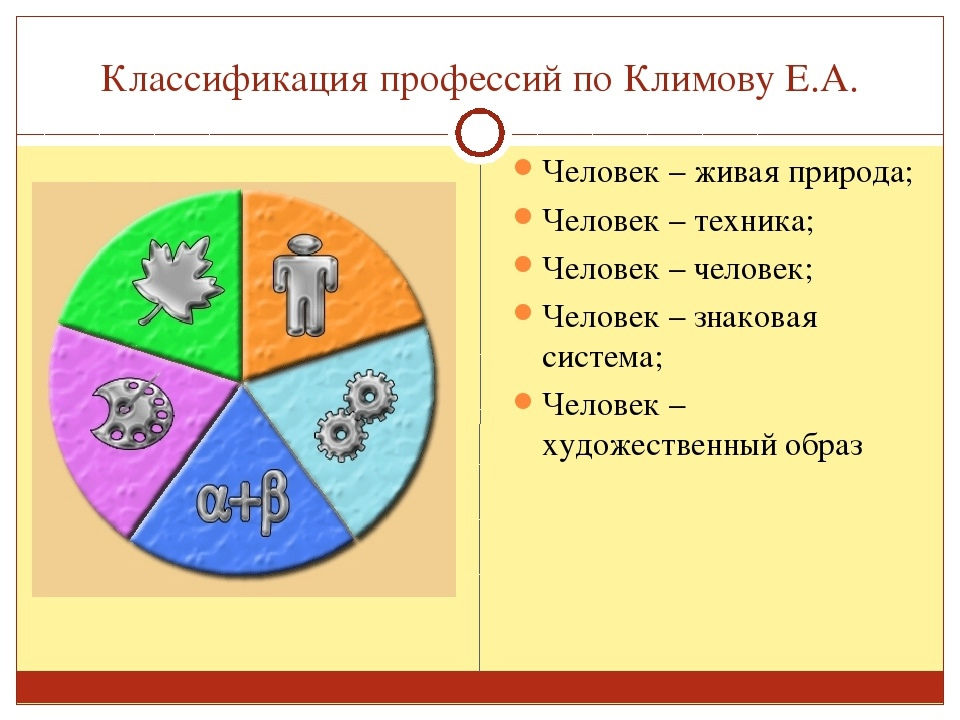 Классификация профессий по Климову Е.А.
Человек – живая природа;
Человек – техника;
Человек – человек;
Человек – знаковая
система;
Человек –
художественный образ
α+β